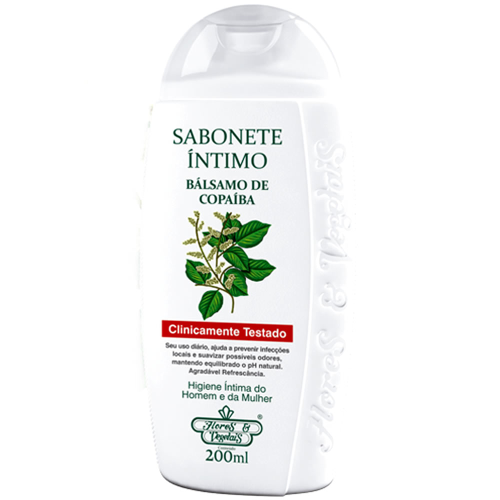 SABONETE
ÍNTIMO
BÁLSAMO DE
COPAÍBA
Clinicamente Testado
Seu uso diário, ajuda a prevenir infecções
locais e suavizar possíveis odores,
mantendo equilibrado o pH natural.
Agradável Refrescância.
Higiene Íntima do
Homem e da Mulher
Flores &
Vegetais
®
Conteúdo
200ml
Flores & Vegetais